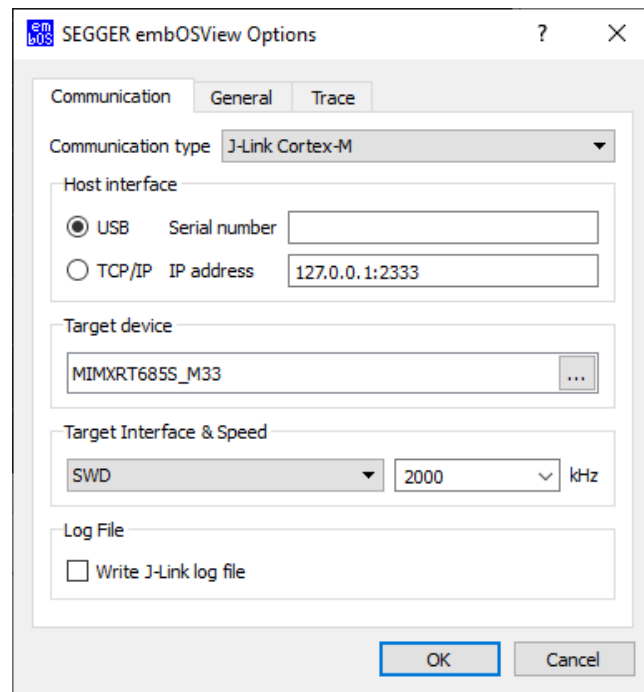 em
bOS
SEGGER embOSView Options
?
Communication
General
Trace
Communication type
J-Link Cortex-M
Host interface
USB
Serial number
TCP/IP
IP address
127.0.0.1:2333
Target device
MIMXRT685S_M33
...
Target Interface & Speed
SWD
2000
kHz
Log File
Write J-Link log file
OK
Cancel